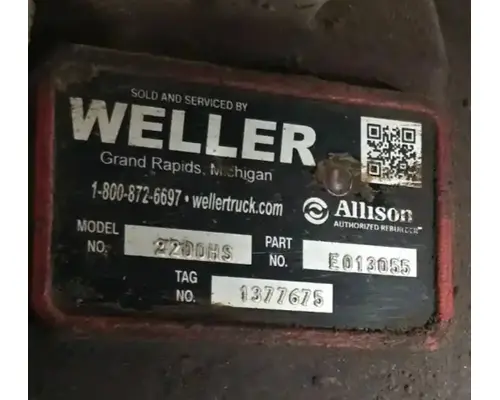 SOLD AND SERVICED BY
WELLER
Grand Rapids, Michigan
1-800-872-6697 • wellertruck.com
Allison
AUTHORIZED REBUILDER™
MODEL NO. 2200HS PART NO. E013055
TAG NO. 1377675